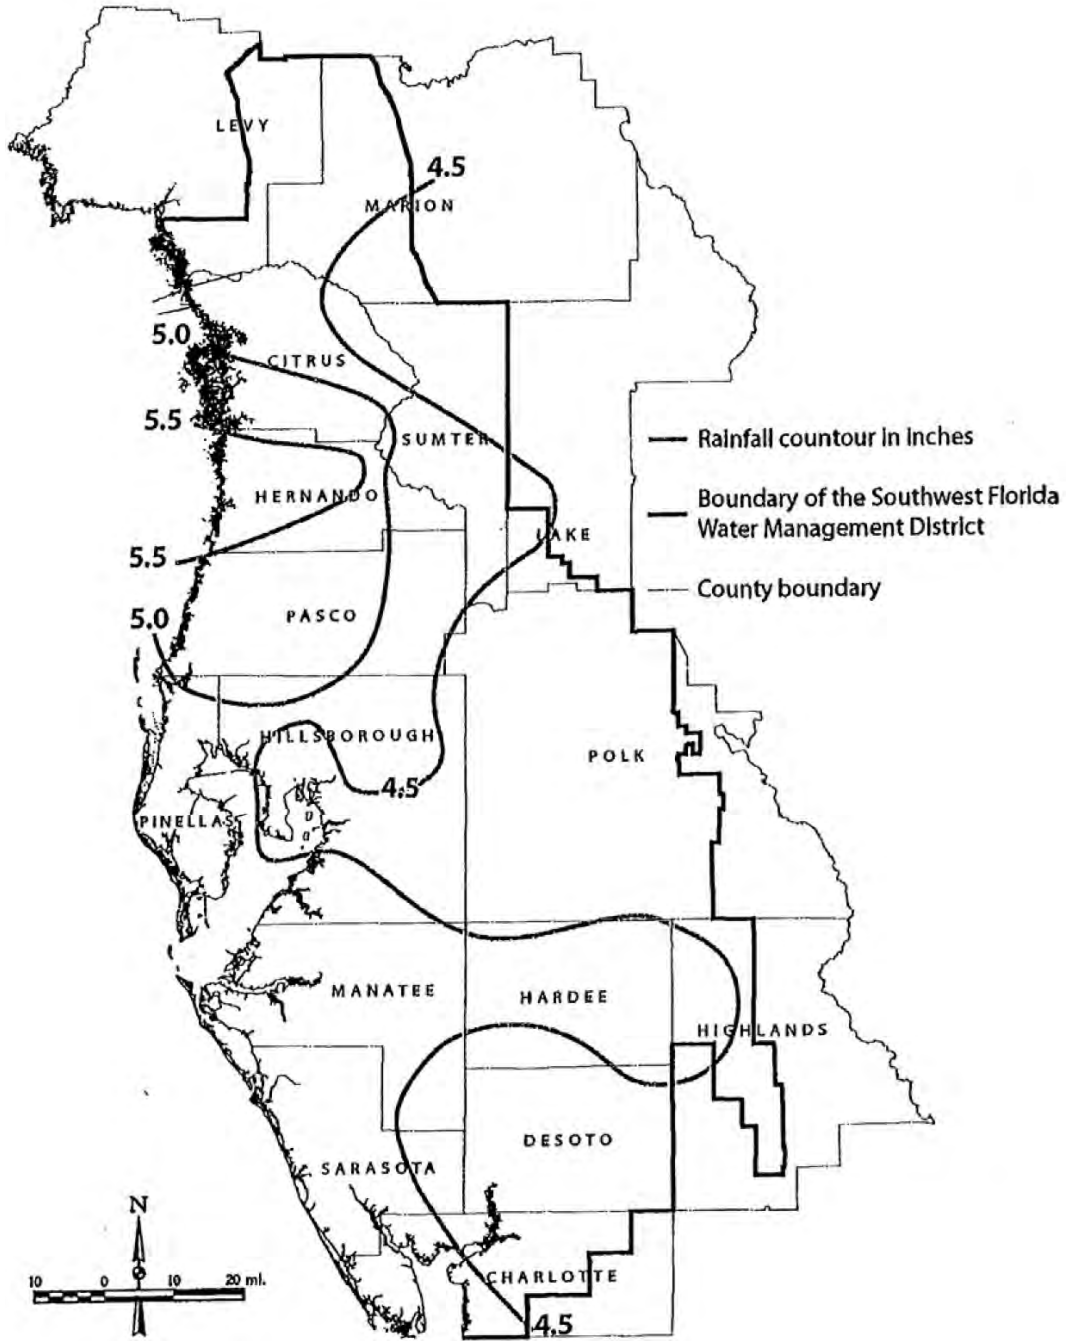 LEVY
4.5
MARION
5.0
CITRUS
5.5
SUMTER
Rainfall countour in inches
HERNANDO
Boundary of the Southwest Florida
Water Management District
LAKE
5.5
County boundary
PASCO
5.0
HILLSBOROUGH
POLK
4.5
PINELLAS
MANATEE
HARDEE
HIGHLANDS
DESOTO
SARASOTA
N
CHARLOTTE
10 0 10 20 mi.
4.5